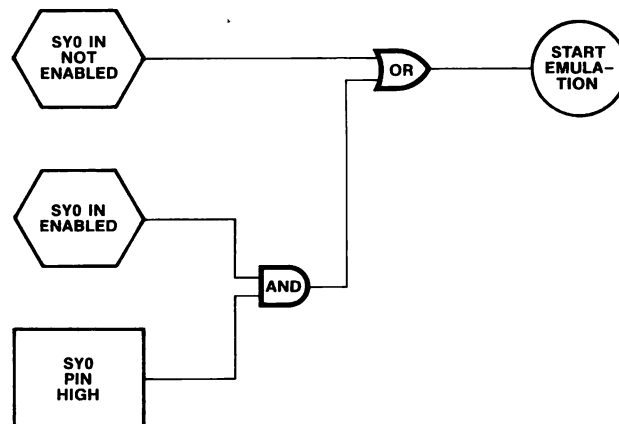 SY0 IN
NOT
ENABLED
OR
START
EMULA-
TION
SY0 IN
ENABLED
AND
SY0
PIN
HIGH